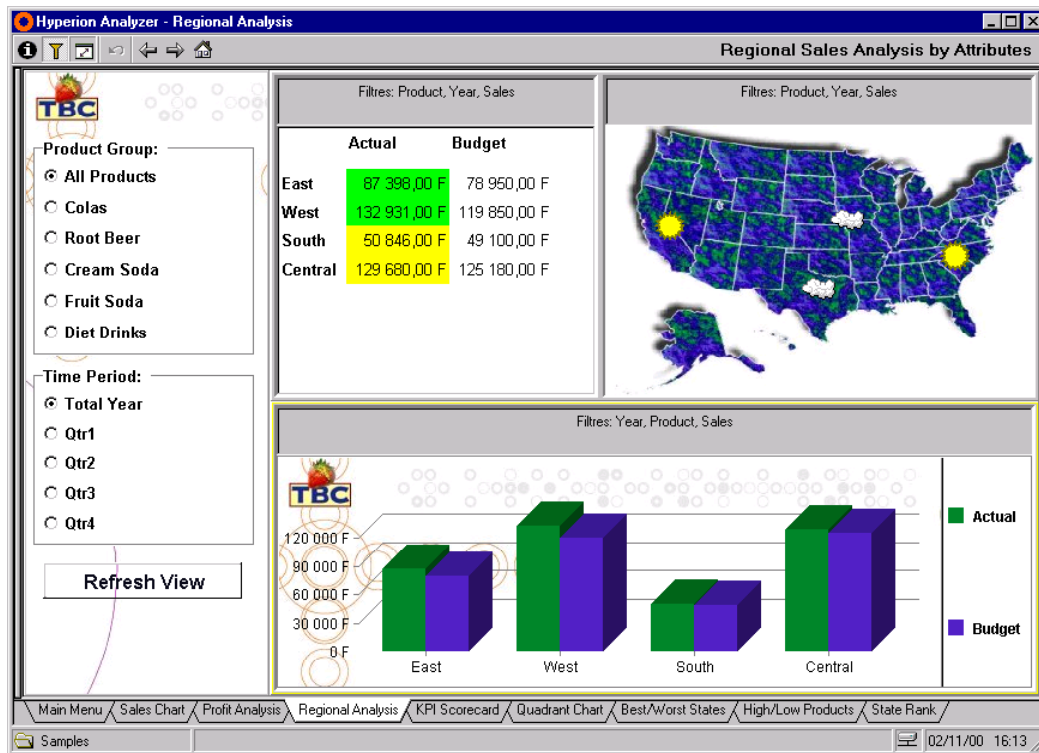 Hyperion Analyzer - Regional Analysis
Regional Sales Analysis by Attributes
TBC
Product Group:
All Products
Colas
Root Beer
Cream Soda
Fruit Soda
Diet Drinks
Time Period:
Total Year
Qtr1
Qtr2
Qtr3
Qtr4
Refresh View
Filtres: Product, Year, Sales
Actual Budget
East 87 398,00 F 78 950,00 F
West 132 931,00 F 119 850,00 F
South 50 846,00 F 49 100,00 F
Central 129 680,00 F 125 180,00 F
Filtres: Product, Year, Sales
Filtres: Year, Product, Sales
TBC
120 000 F
90 000 F
60 000 F
30 000 F
0 F
East West South Central
Actual
Budget
Main Menu Sales Chart Profit Analysis Regional Analysis KPI Scorecard Quadrant Chart Best/Worst States High/Low Products State Rank
Samples 02/11/00 16:13